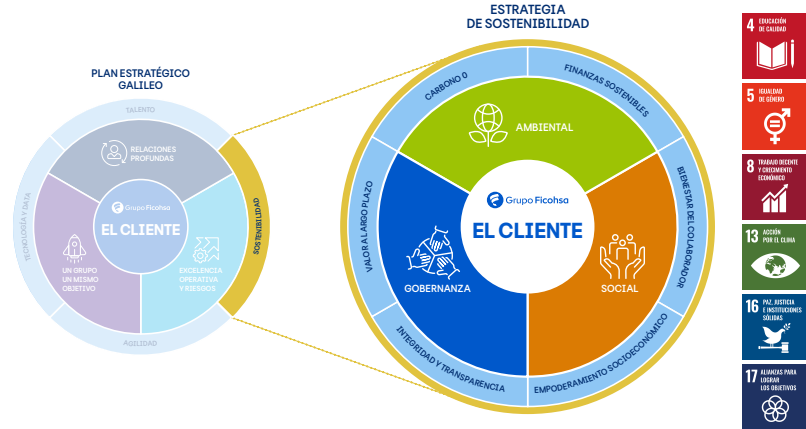 PLAN ESTRATÉGICO
GALILEO
TALENTO
TECNOLOGÍA Y DATA
SOSTENIBILIDAD
AGILIDAD
RELACIONES
PROFUNDAS
Grupo Ficohsa
EL CLIENTE
UN GRUPO
UN MISMO
OBJETIVO
EXCELENCIA
OPERATIVA
Y RIESGOS
ESTRATEGIA
DE SOSTENIBILIDAD
CARBONO 0
FINANZAS SOSTENIBLES
VALOR A LARGO PLAZO
BIENESTAR DEL COLABORADOR
INTEGRIDAD Y TRANSPARENCIA
EMPODERAMIENTO SOCIOECONÓMICO
AMBIENTAL
Grupo Ficohsa
EL CLIENTE
GOBERNANZA
SOCIAL
4 EDUCACIÓN
DE CALIDAD
5 IGUALDAD
DE GÉNERO
8 TRABAJO DECENTE
Y CRECIMIENTO
ECONÓMICO
13 ACCIÓN
POR EL CLIMA
16 PAZ, JUSTICIA
E INSTITUCIONES
SÓLIDAS
17 ALIANZAS PARA
LOGRAR
LOS OBJETIVOS